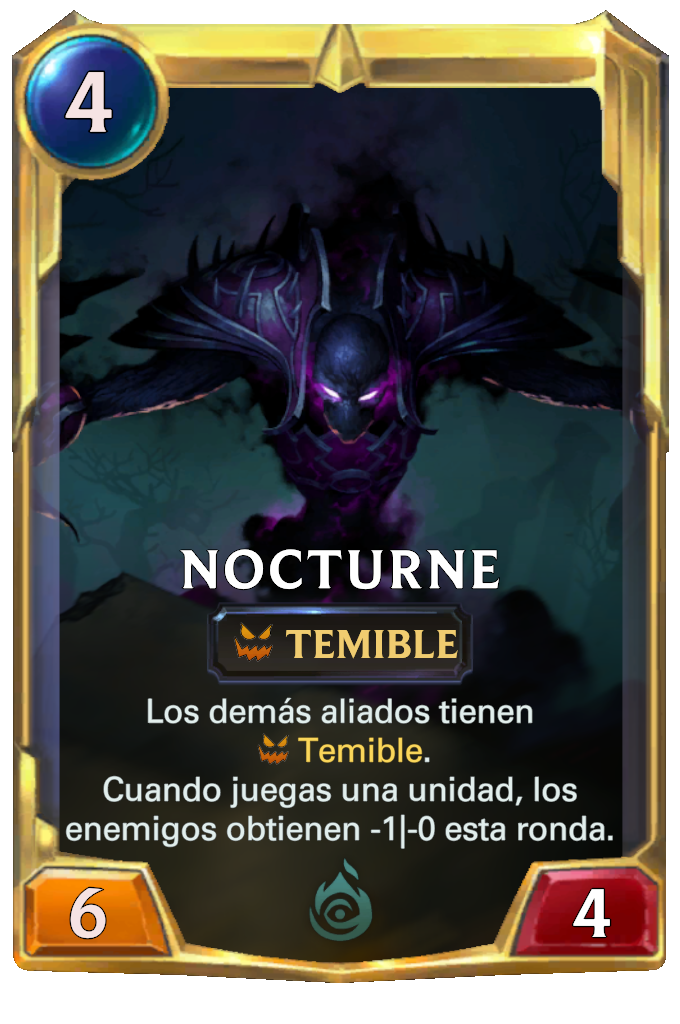 4
NOCTURNE
TEMIBLE
Los demás aliados tienen
Temible.
Cuando juegas una unidad, los
enemigos obtienen -1|-0 esta ronda.
6
4